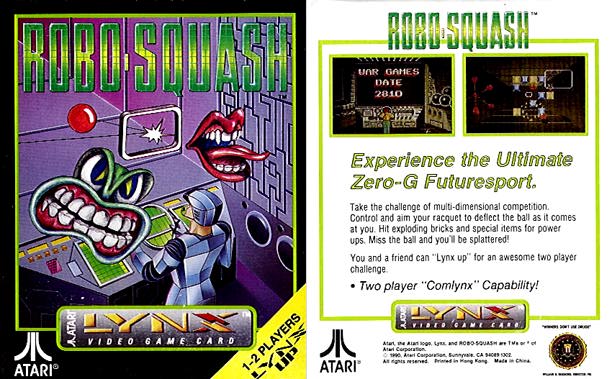 ROBO-SQUASH™
ATARI
LYNX
VIDEO GAME CARD
ATARI®
1-2 PLAYERS
LYNX
UP
ROBO-SQUASH™
WAR GAMES
DATE
2810
Experience the Ultimate
Zero-G Futuresport.
Take the challenge of multi-dimensional competition.
Control and aim your racquet to deflect the ball as it comes
at you. Hit exploding bricks and special items for power
ups. Miss the ball and you'll be splattered!
You and a friend can "Lynx up" for an awesome two player
challenge.
• Two player "Comlynx" Capability!
ATARI
LYNX
VIDEO GAME CARD
ATARI®
Atari, the Atari logo, Lynx, and ROBO-SQUASH are TMs or ® of
Atari Corporation.
© 1990, Atari Corporation, Sunnyvale, CA 94089-1302.
All rights reserved. Printed in Hong Kong. Made in China.
"WINNERS DON'T USE DRUGS"
WILLIAM S. SESSIONS, DIRECTOR, FBI